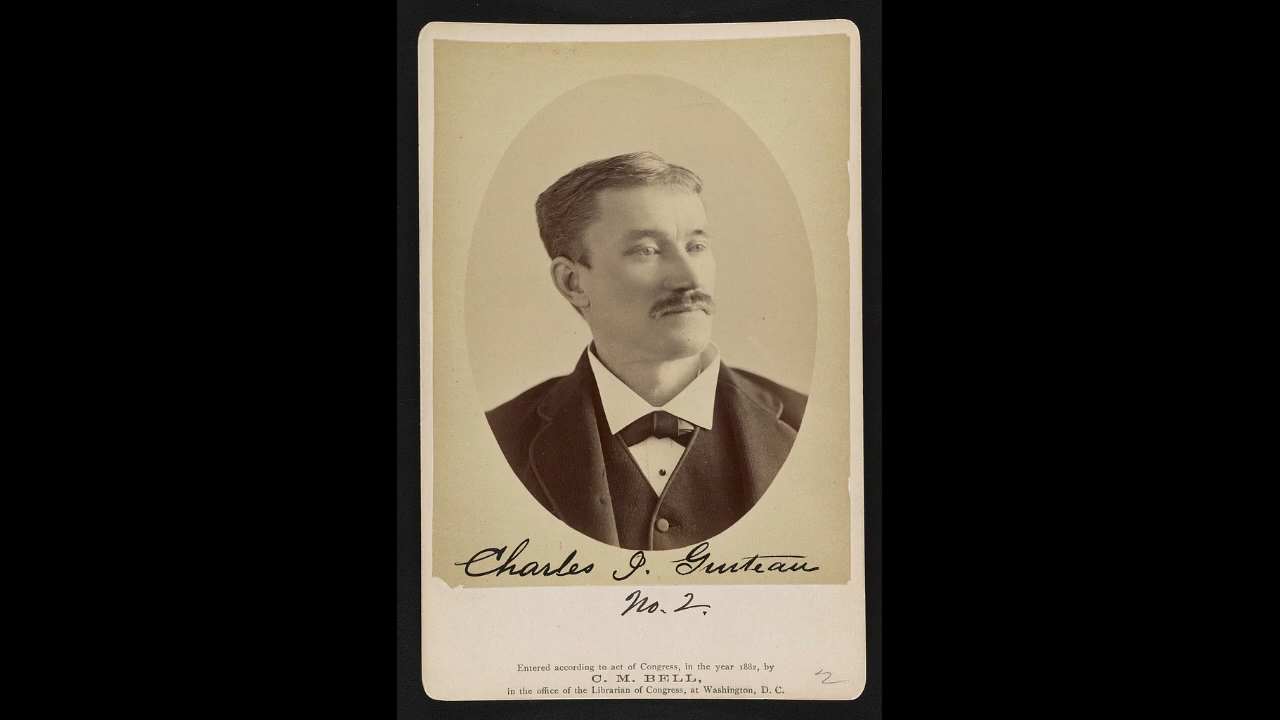 Charles J. Guiteau
No. 2.
Entered according to act of Congress, in the year 1882, by
C. M. BELL,
in the office of the Librarian of Congress, at Washington, D. C.
2